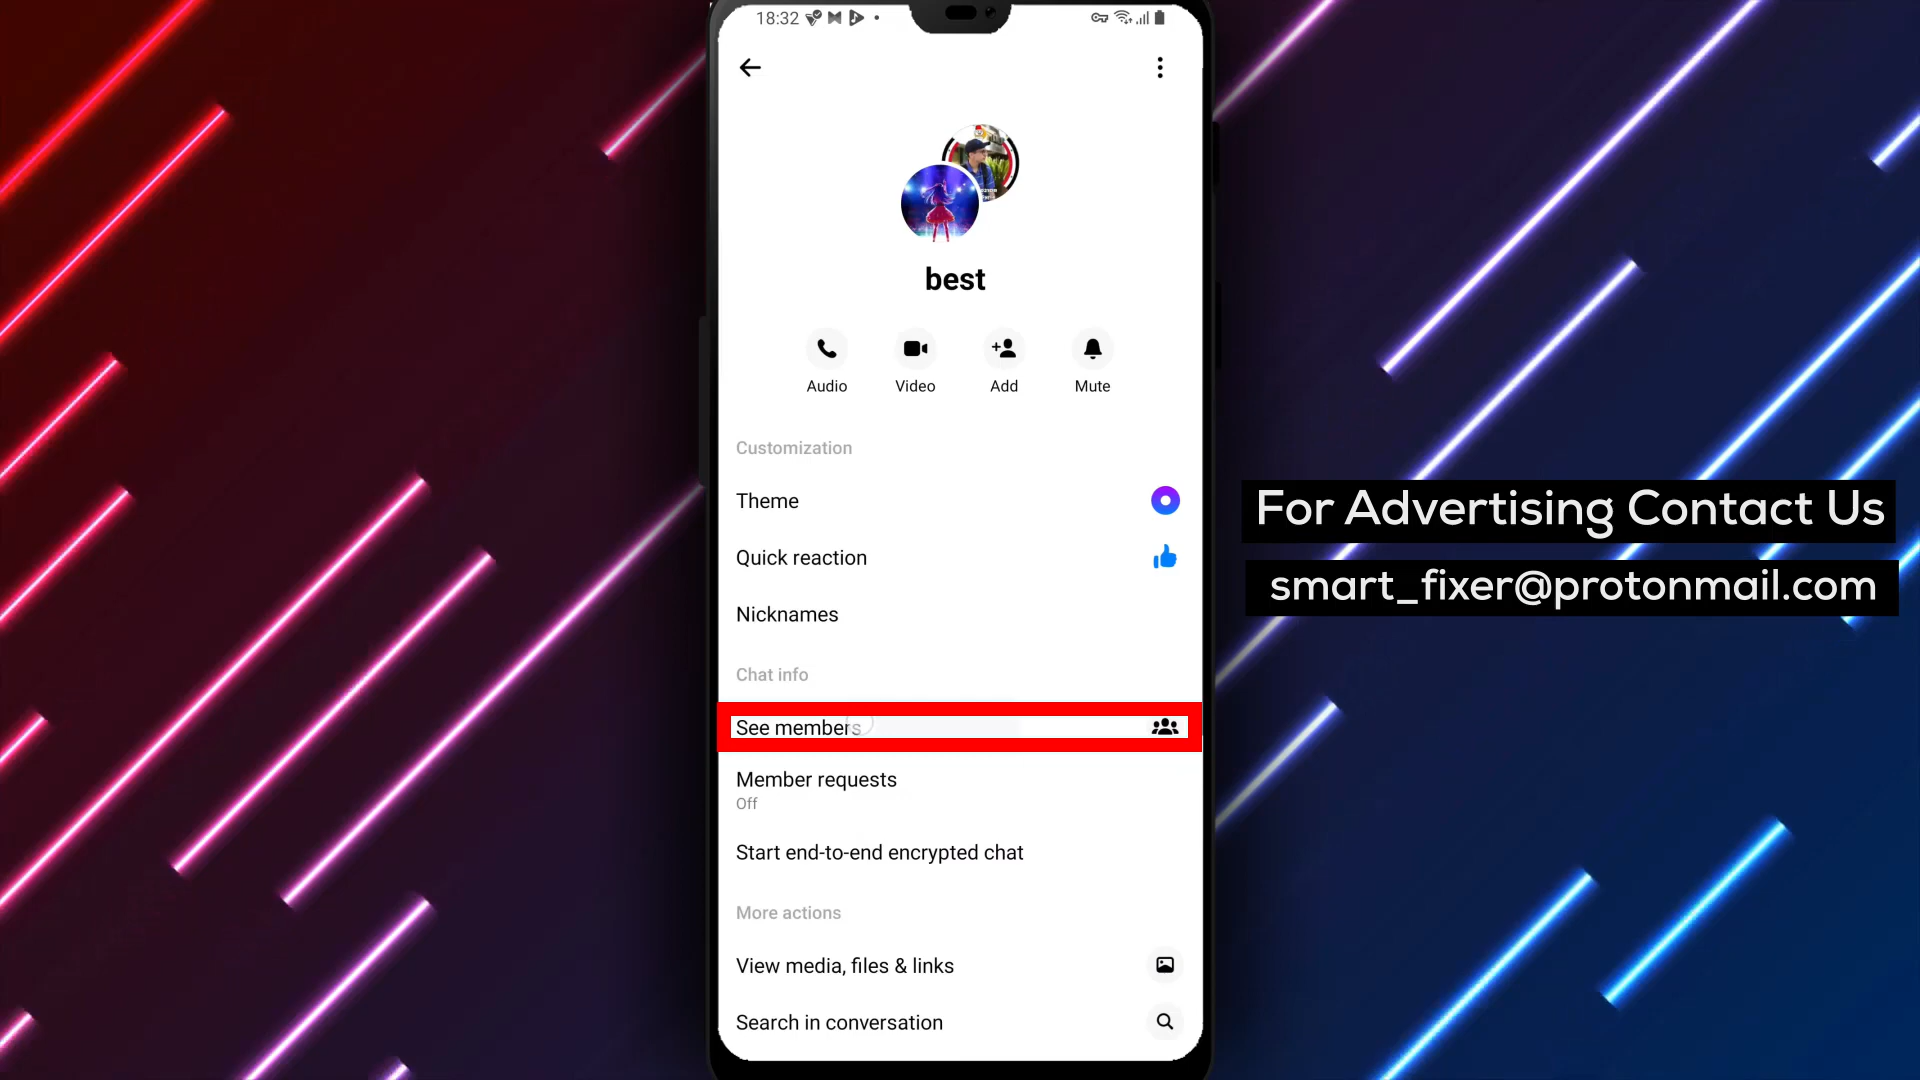 18:32
best
Audio Video Add Mute
Customization
Theme
Quick reaction
Nicknames
Chat info
See members
Member requests
Off
Start end-to-end encrypted chat
More actions
View media, files & links
Search in conversation
For Advertising Contact Us
smart_fixer@protonmail.com